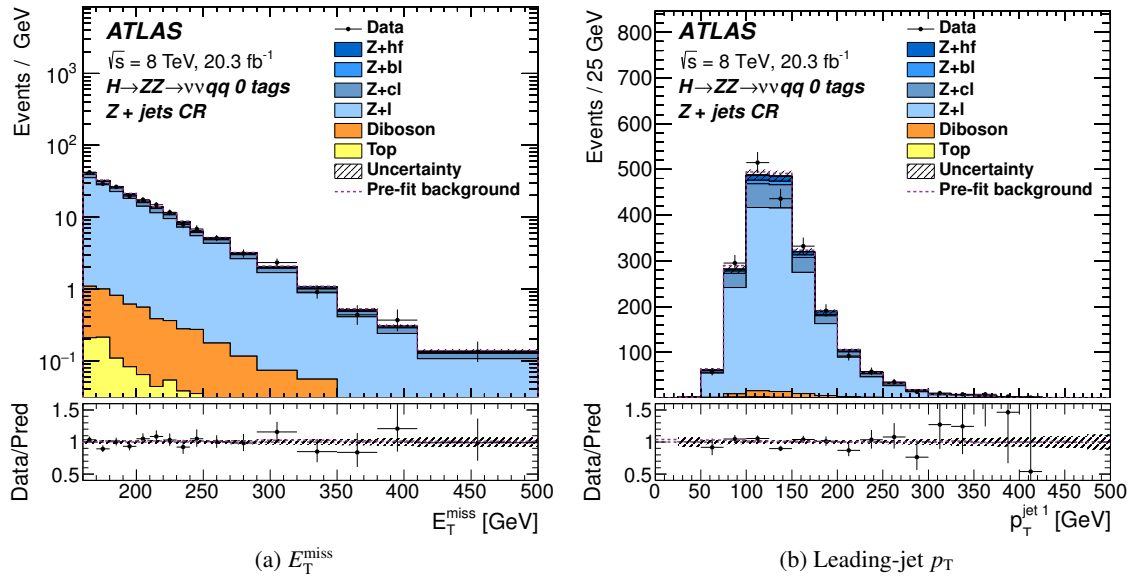 Events / GeV
10³
10²
10
1
10⁻¹
ATLAS
√s = 8 TeV, 20.3 fb⁻¹
H→ZZ→ννqq 0 tags
Z + jets CR
Data
Z+hf
Z+bl
Z+cl
Z+l
Diboson
Top
Uncertainty
Pre-fit background
Data/Pred
1.5
1
0.5
200 250 300 350 400 450 500
E_T^miss [GeV]
(a) E_T^miss
Events / 25 GeV
800
700
600
500
400
300
200
100
ATLAS
√s = 8 TeV, 20.3 fb⁻¹
H→ZZ→ννqq 0 tags
Z + jets CR
Data
Z+hf
Z+bl
Z+cl
Z+l
Diboson
Top
Uncertainty
Pre-fit background
Data/Pred
1.5
1
0.5
0 50 100 150 200 250 300 350 400 450 500
p_T^jet 1 [GeV]
(b) Leading-jet p_T